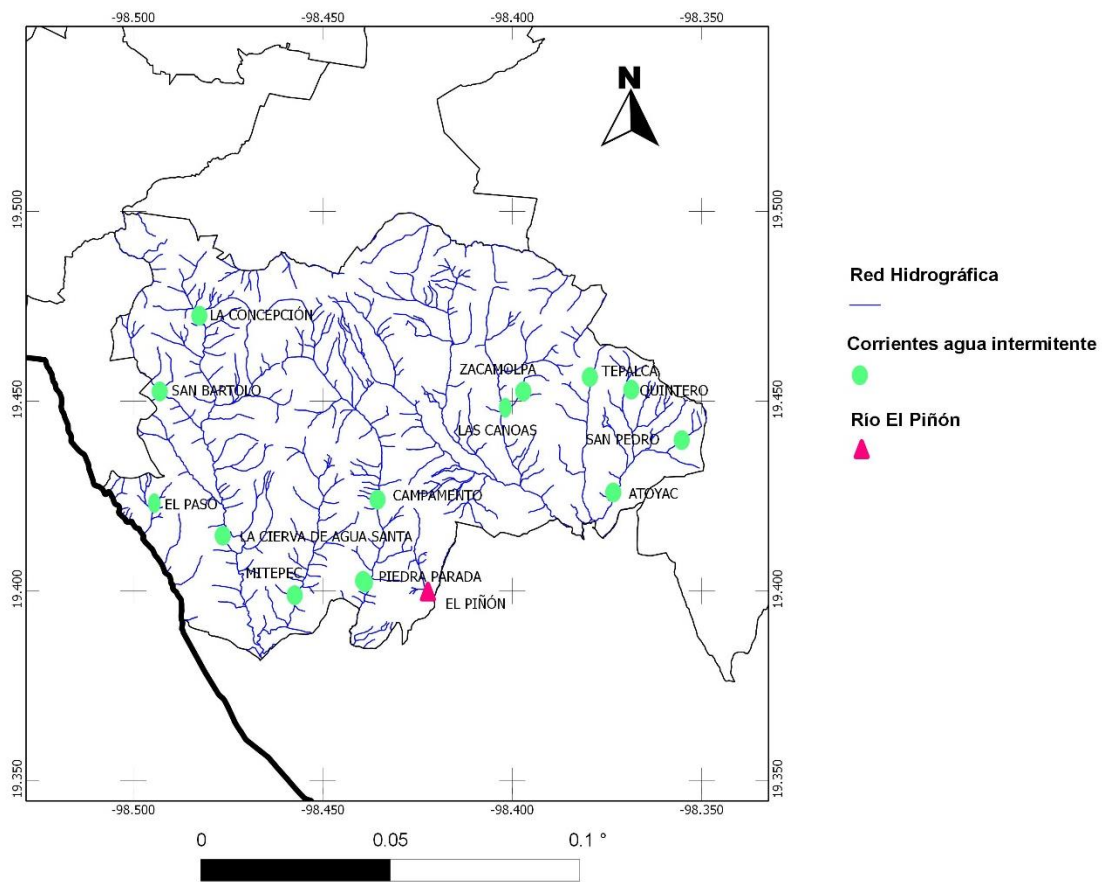 -98.500
-98.450
-98.400
-98.350
N
19.500
19.500
Red Hidrográfica
LA CONCEPCIÓN
Corrientes agua intermitente
ZACAMOLPA
TEPALCA
SAN BARTOLO
QUINTERO
19.450
19.450
LAS CANOAS
Río El Piñón
SAN PEDRO
ATOYAC
CAMPAMENTO
EL PASO
LA CIERVA DE AGUA SANTA
MITEPEC
PIEDRA PARADA
19.400
19.400
EL PIÑÓN
19.350
19.350
-98.500
-98.450
-98.400
-98.350
0
0.05
0.1 °